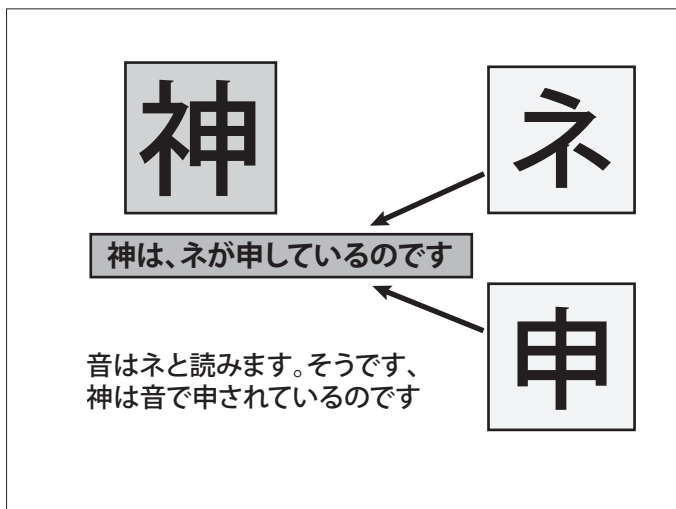 神
ネ
神は、ネが申しているのです
申
音はネと読みます。そうです、
神は音で申されているのです